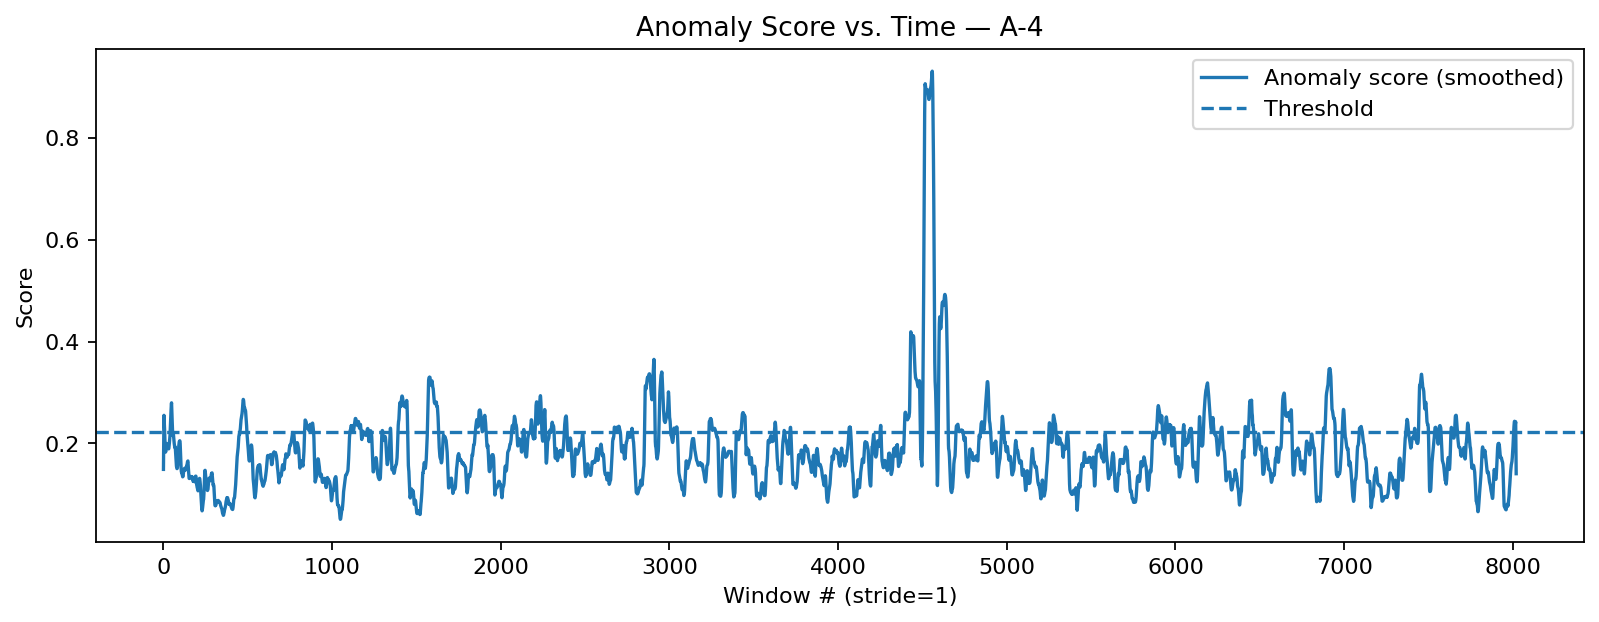 Anomaly Score vs. Time — A-4
Anomaly score (smoothed)
Threshold
Score
0.8
0.6
0.4
0.2
0 1000 2000 3000 4000 5000 6000 7000 8000
Window # (stride=1)